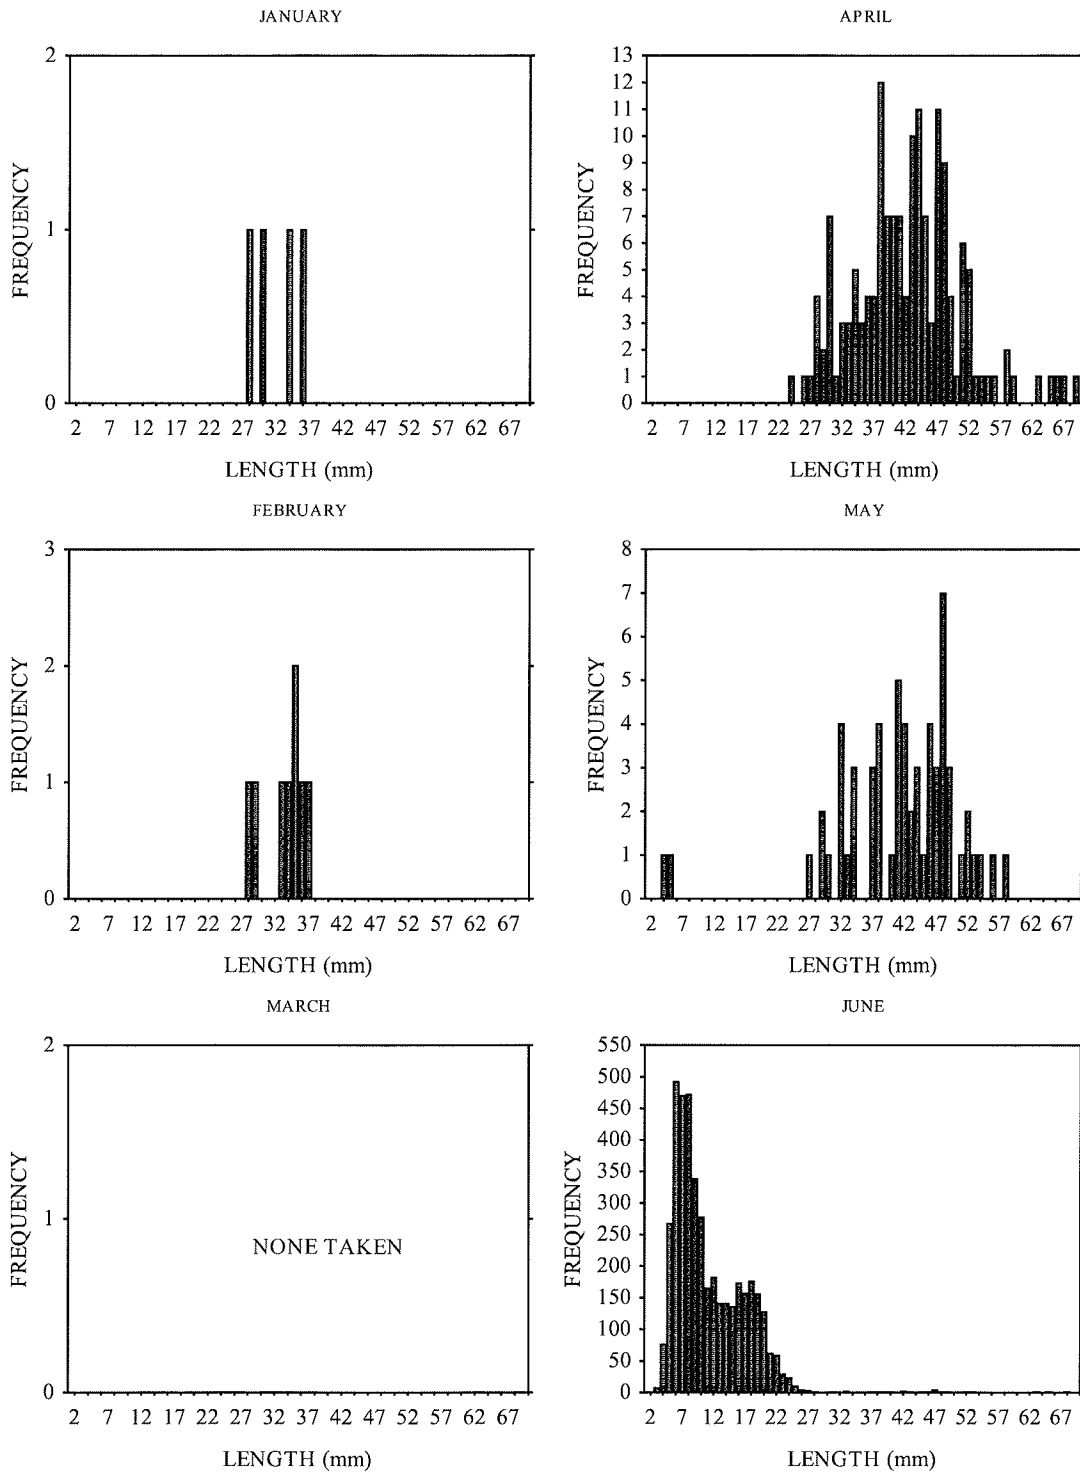 JANUARY
2
1
0
FREQUENCY
2 7 12 17 22 27 32 37 42 47 52 57 62 67
LENGTH (mm)
APRIL
13
12
11
10
9
8
7
6
5
4
3
2
1
0
FREQUENCY
2 7 12 17 22 27 32 37 42 47 52 57 62 67
LENGTH (mm)
FEBRUARY
3
2
1
0
FREQUENCY
2 7 12 17 22 27 32 37 42 47 52 57 62 67
LENGTH (mm)
MAY
8
7
6
5
4
3
2
1
0
FREQUENCY
2 7 12 17 22 27 32 37 42 47 52 57 62 67
LENGTH (mm)
MARCH
2
1
0
FREQUENCY
NONE TAKEN
2 7 12 17 22 27 32 37 42 47 52 57 62 67
LENGTH (mm)
JUNE
550
500
450
400
350
300
250
200
150
100
50
0
FREQUENCY
2 7 12 17 22 27 32 37 42 47 52 57 62 67
LENGTH (mm)